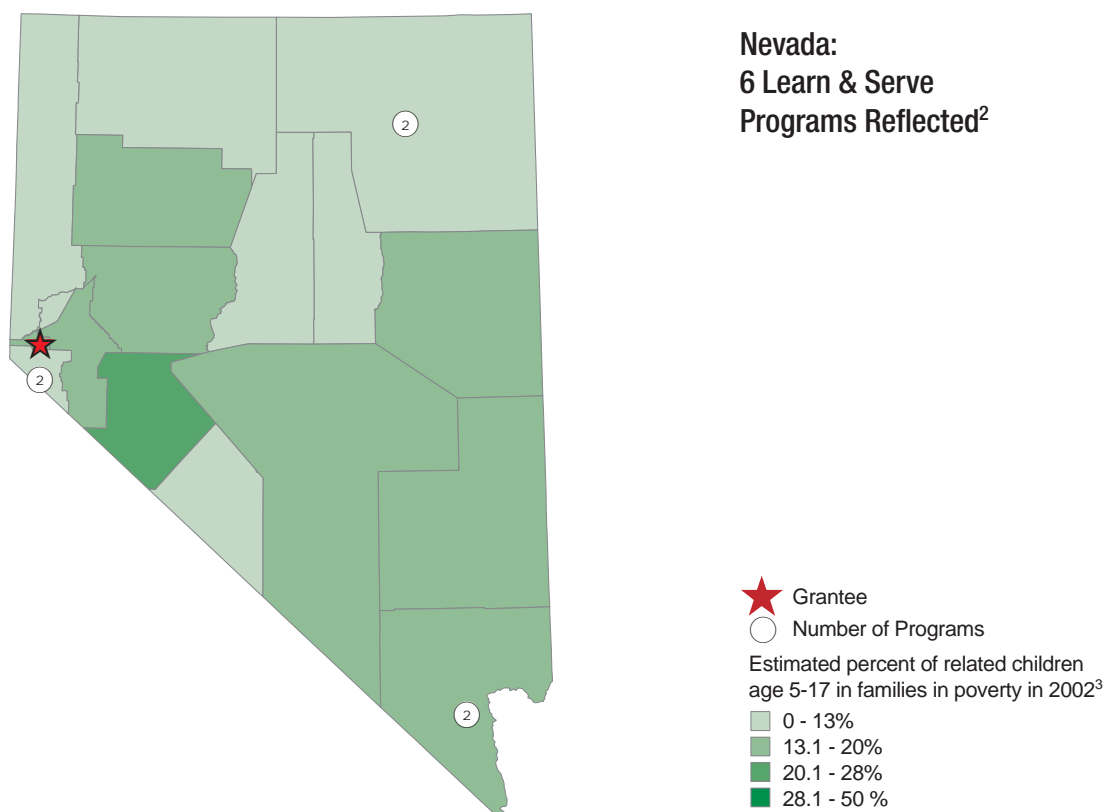 Nevada:
6 Learn & Serve
Programs Reflected²
2
2
2
Grantee
Number of Programs
Estimated percent of related children
age 5-17 in families in poverty in 2002³
0 - 13%
13.1 - 20%
20.1 - 28%
28.1 - 50 %